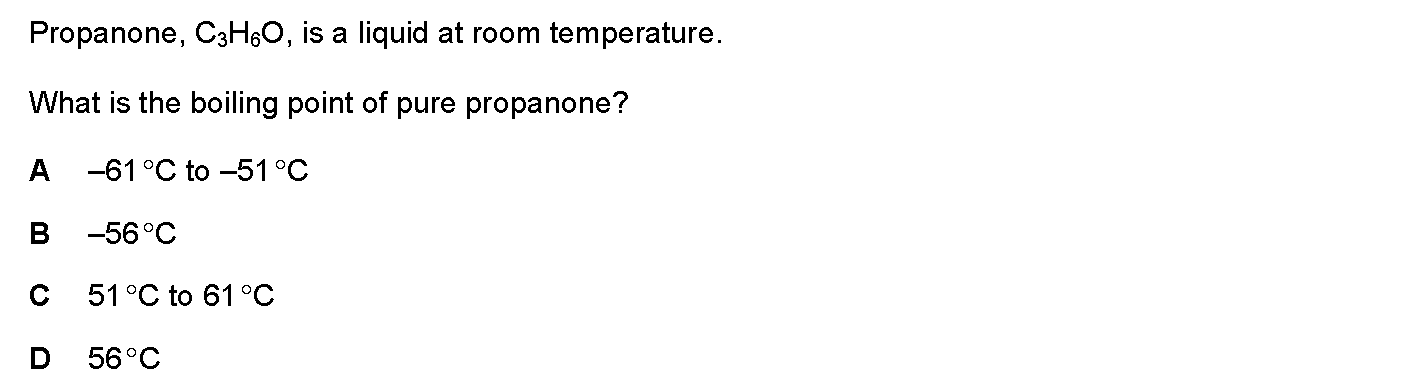 Propanone, C₃H₆O, is a liquid at room temperature.
What is the boiling point of pure propanone?
A –61 °C to –51 °C
B –56 °C
C 51 °C to 61 °C
D 56 °C